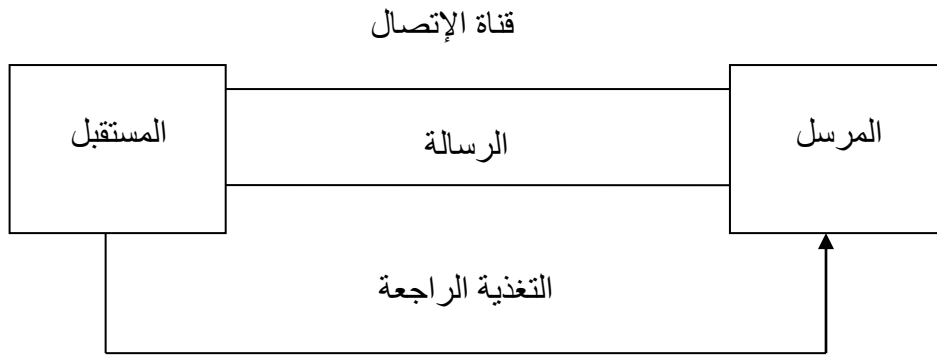 قناة الإتصال
المرسل
الرسالة
المستقبل
التغذية الراجعة